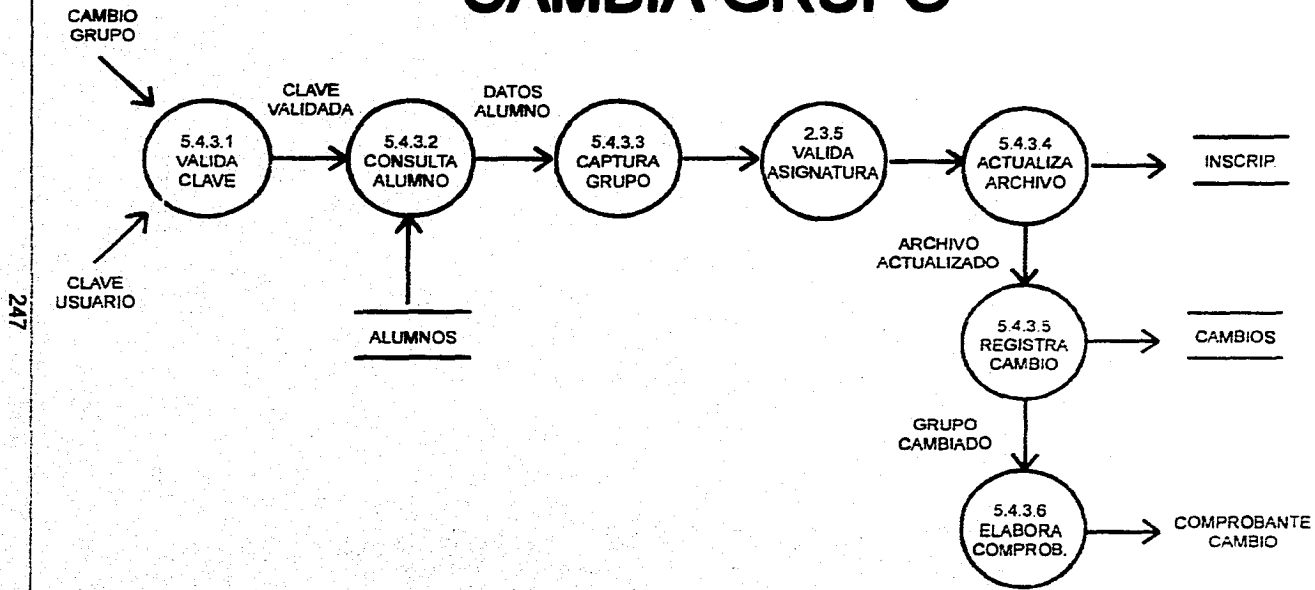 CAMBIA GRUPO
CAMBIO
GRUPO
CLAVE
VALIDADA
DATOS
ALUMNO
5.4.3.1
VALIDA
CLAVE
5.4.3.2
CONSULTA
ALUMNO
5.4.3.3
CAPTURA
GRUPO
2.3.5
VALIDA
ASIGNATURA
5.4.3.4
ACTUALIZA
ARCHIVO
INSCRIP.
CLAVE
USUARIO
ALUMNOS
ARCHIVO
ACTUALIZADO
5.4.3.5
REGISTRA
CAMBIO
CAMBIOS
GRUPO
CAMBIADO
5.4.3.6
ELABORA
COMPROB.
COMPROBANTE
CAMBIO
247